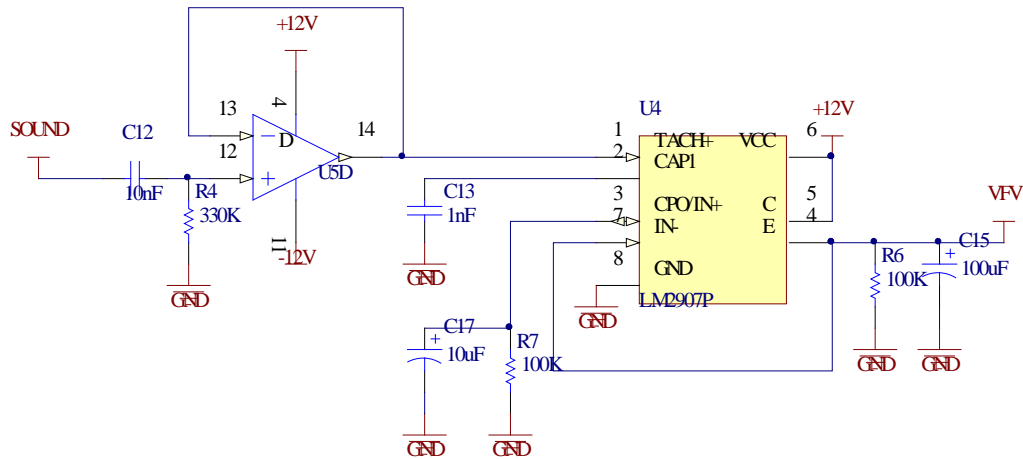 +12V
SOUND
C12
10nF
R4
330K
GND
13
12
4
D
U5D
14
11
-12V
U4
1
2
3
7
8
TACH+
CAP1
CPO/IN+
IN-
GND
VCC
C
E
6
5
4
+12V
LM2907P
C13
1nF
GND
GND
C17
10uF
GND
R7
100K
GND
R6
100K
GND
C15
100uF
GND
VFV
+
+
−
+